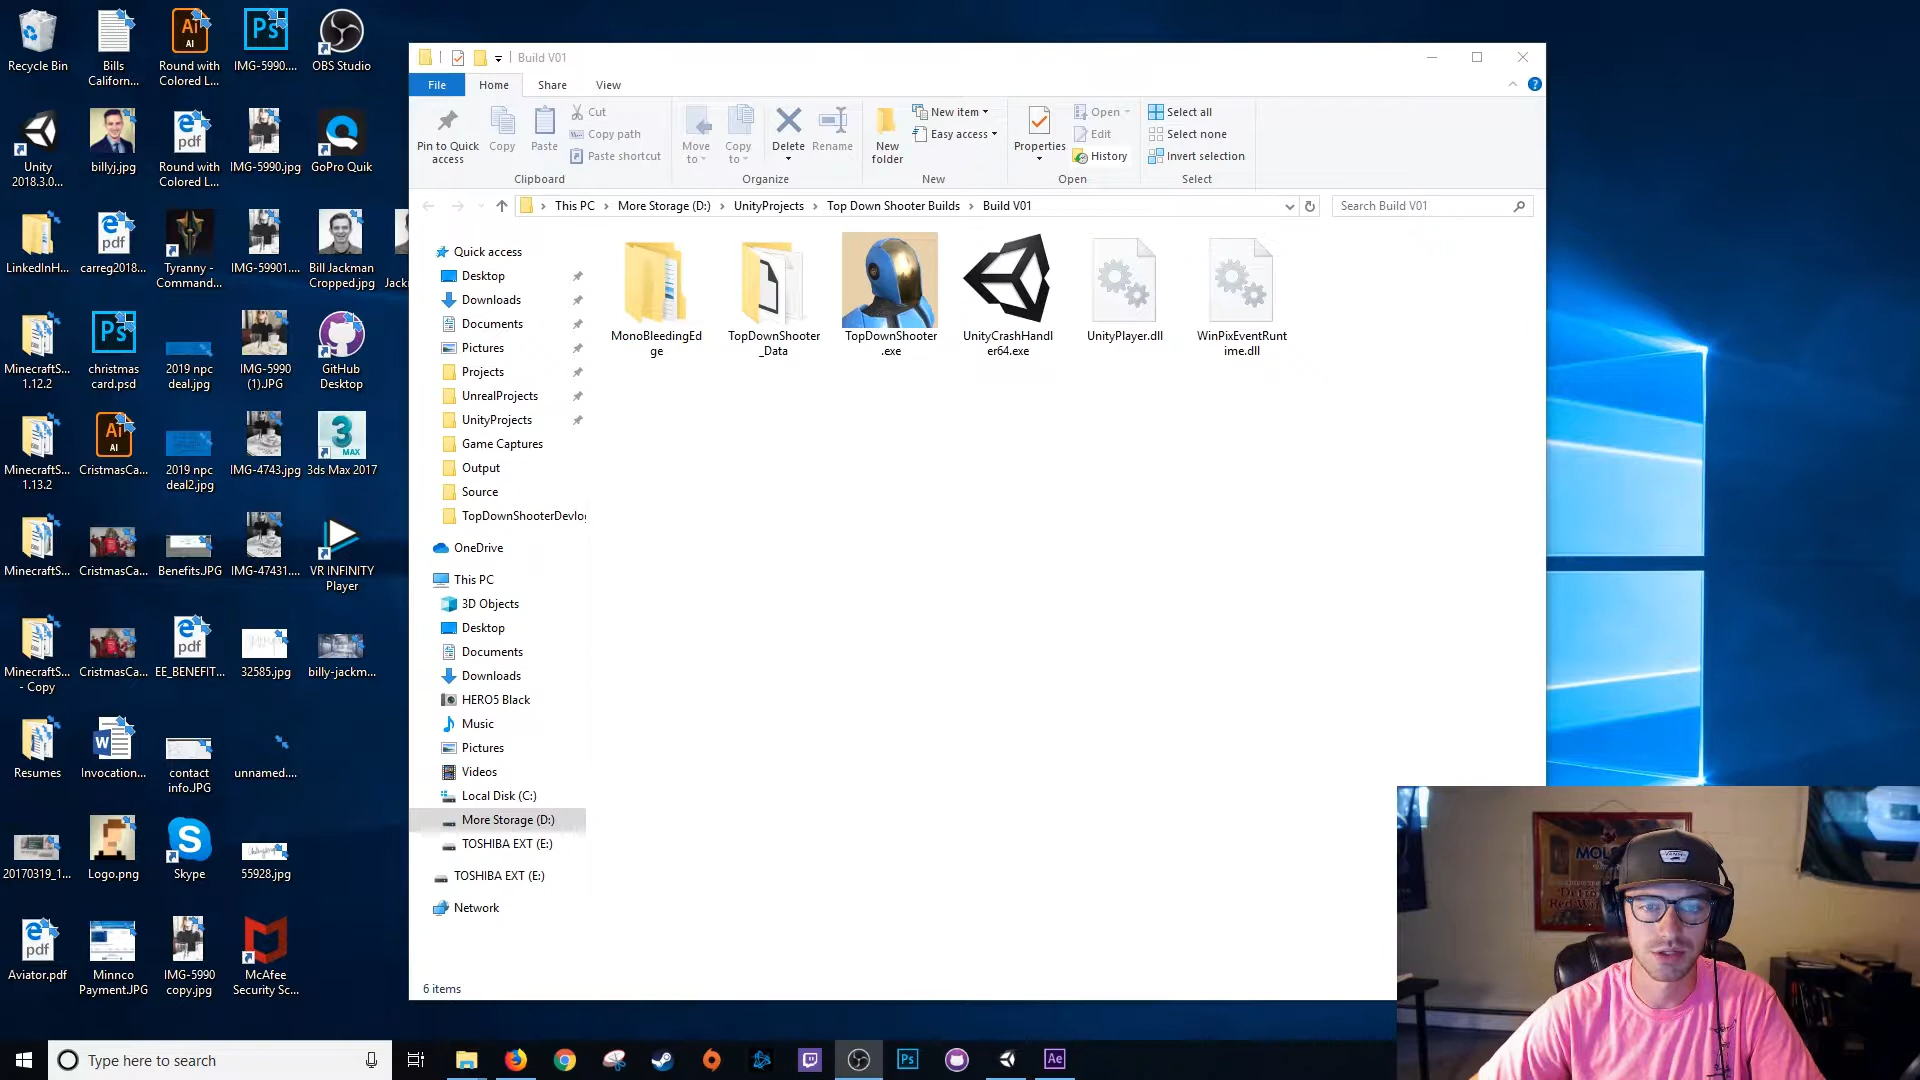 Recycle Bin
Bills
Californ...
Round with
Colored L...
IMG-5990....
OBS Studio
Unity
2018.3.0...
billyj.jpg
Round with
Colored L...
IMG-5990.jpg
GoPro Quik
LinkedInH...
carreg2018...
Tyranny -
Command...
IMG-59901....
Bill Jackman
Cropped.jpg
Jackm
MinecraftS...
1.12.2
christmas
card.psd
2019 npc
deal.jpg
IMG-5990
(1).JPG
GitHub
Desktop
MinecraftS...
1.13.2
CristmasCa...
2019 npc
deal2.jpg
IMG-4743.jpg
3ds Max 2017
MinecraftS...
CristmasCa...
Benefits.JPG
IMG-47431....
VR INFINITY
Player
MinecraftS...
- Copy
CristmasCa...
EE_BENEFIT...
32585.jpg
billy-jackm...
Resumes
Invocation...
contact
info.JPG
unnamed....
20170319_1...
Logo.png
Skype
55928.jpg
Aviator.pdf
Minnco
Payment.JPG
IMG-5990
copy.jpg
McAfee
Security Sc...
Build V01
File
Home
Share
View
Pin to Quick
access
Copy
Paste
Cut
Copy path
Paste shortcut
Clipboard
Move
to
Copy
to
Delete
Rename
Organize
New
folder
New item
Easy access
New
Properties
Open
Edit
History
Open
Select all
Select none
Invert selection
Select
This PC > More Storage (D:) > UnityProjects > Top Down Shooter Builds > Build V01
Search Build V01
Quick access
Desktop
Downloads
Documents
Pictures
Projects
UnrealProjects
UnityProjects
Game Captures
Output
Source
TopDownShooterDevlog
OneDrive
This PC
3D Objects
Desktop
Documents
Downloads
HERO5 Black
Music
Pictures
Videos
Local Disk (C:)
More Storage (D:)
TOSHIBA EXT (E:)
TOSHIBA EXT (E:)
Network
MonoBleedingEd
ge
TopDownShooter
_Data
TopDownShooter
.exe
UnityCrashHandl
er64.exe
UnityPlayer.dll
WinPixEventRunt
ime.dll
6 items
Type here to search